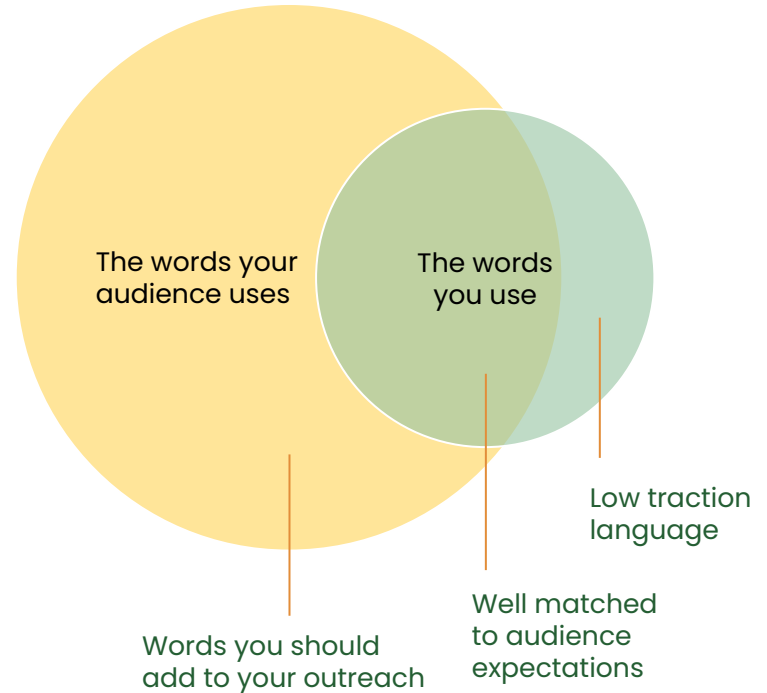 The words your
audience uses
The words
you use
Low traction
language
Well matched
to audience
expectations
Words you should
add to your outreach